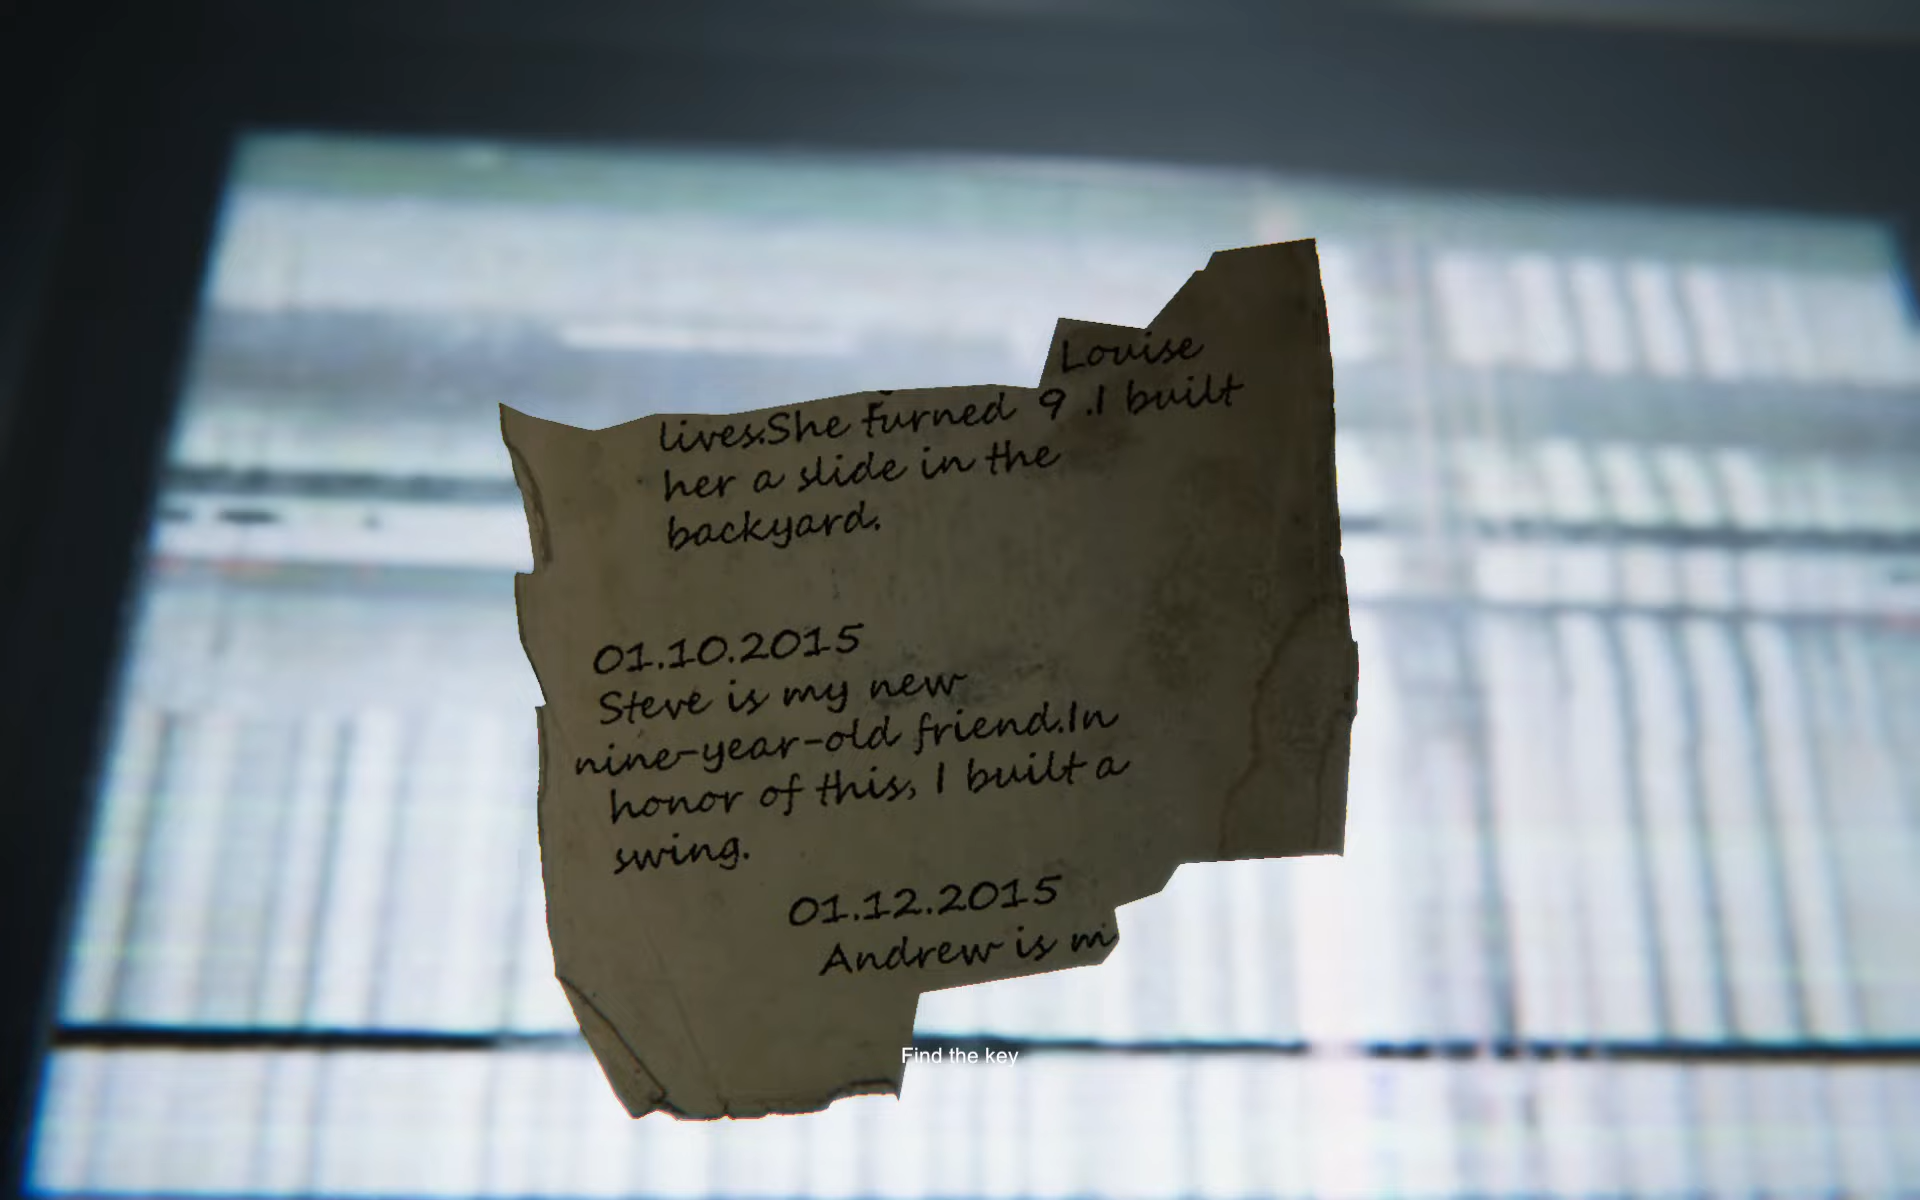 Louise
lives.She turned 9 .I built
her a slide in the
backyard.
01.10.2015
Steve is my new
nine-year-old friend.In
honor of this, I built a
swing.
01.12.2015
Andrew is m
Find the key